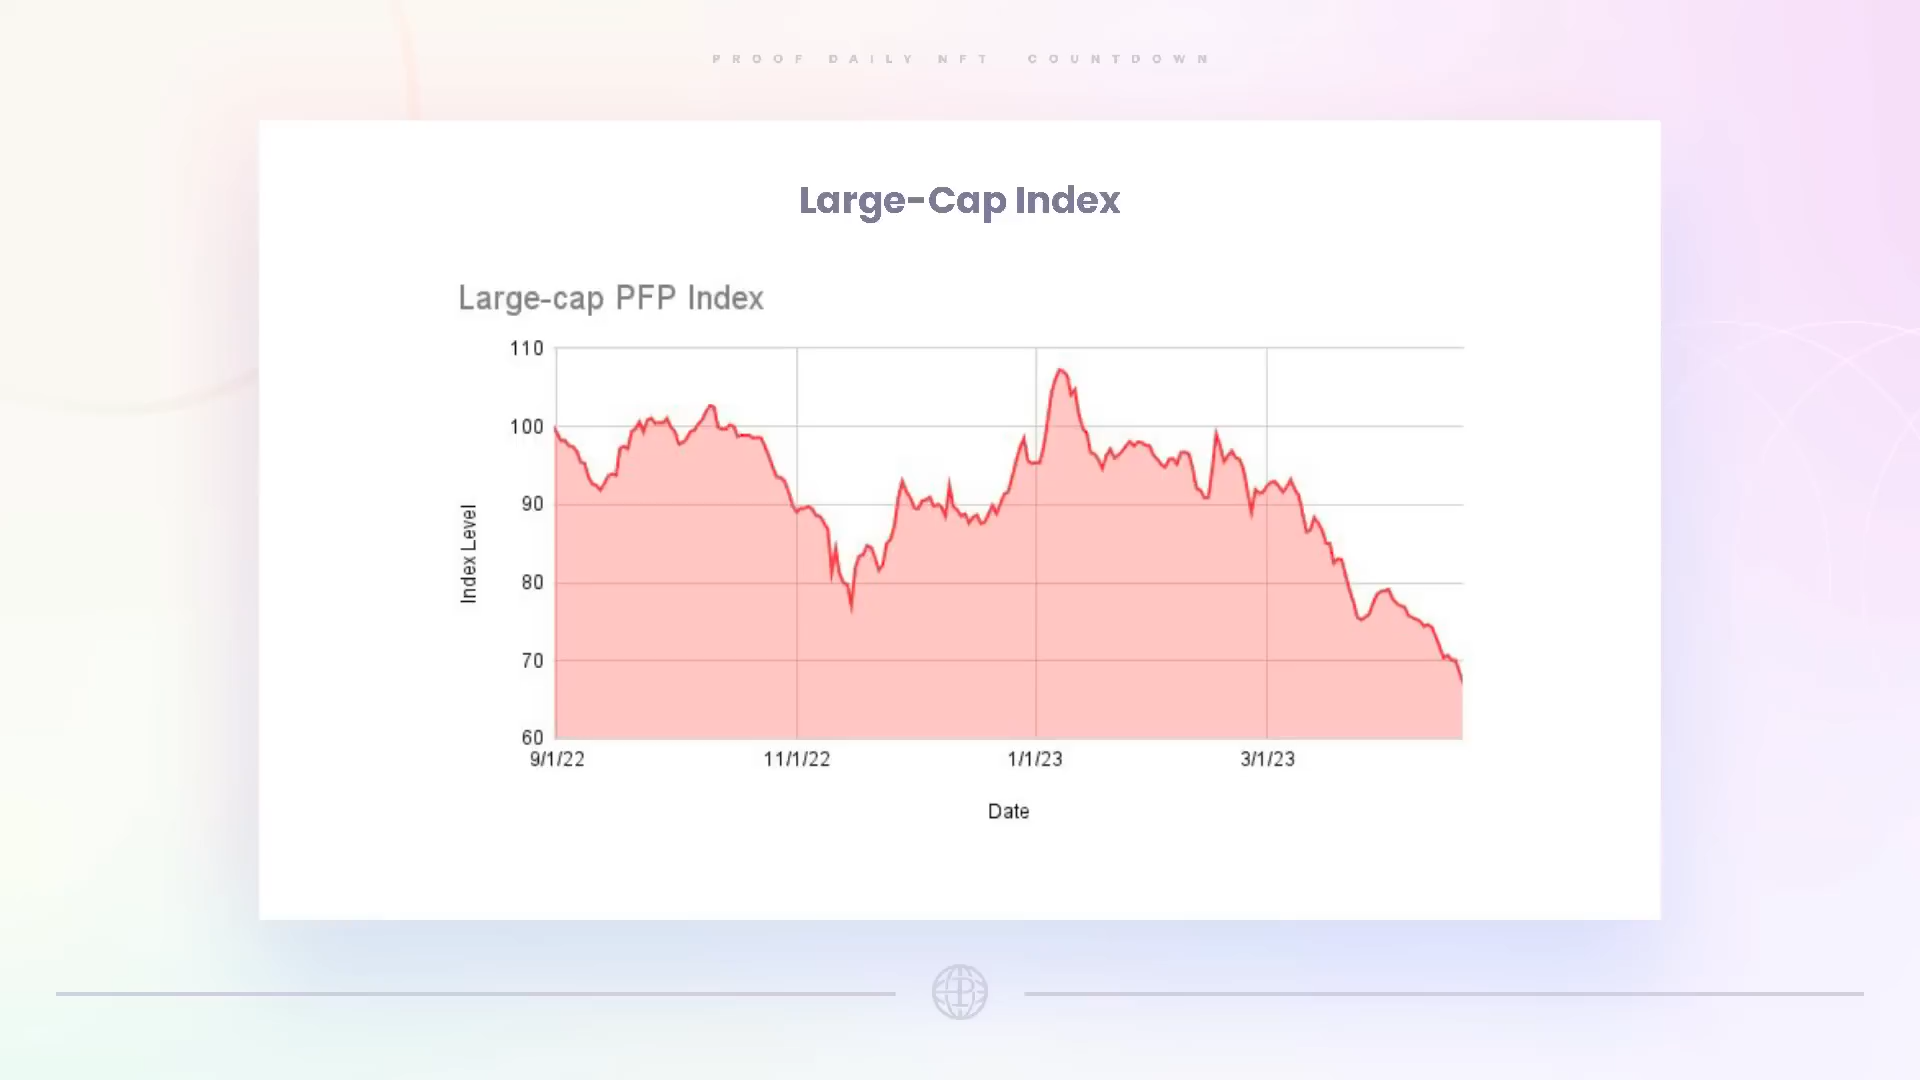 PROOF DAILY NFT COUNTDOWN
Large-Cap Index
Large-cap PFP Index
110
100
90
80
70
60
Index Level
9/1/22 11/1/22 1/1/23 3/1/23
Date
P